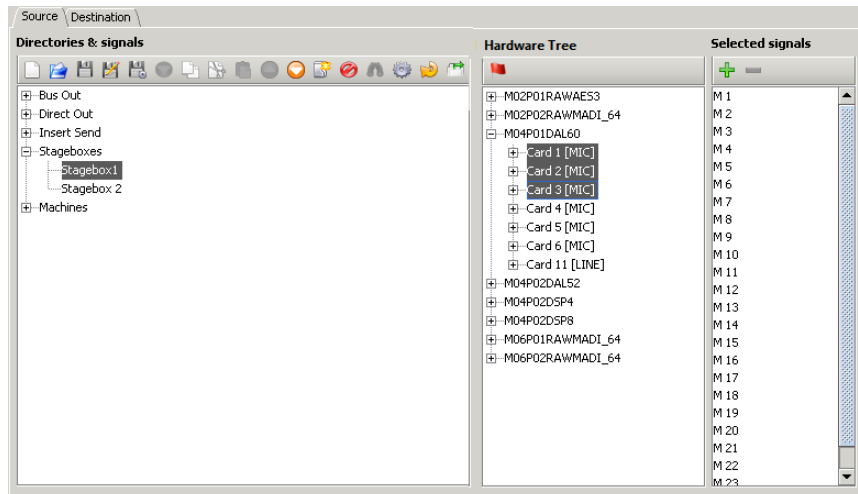 Source
Destination
Directories & signals
Bus Out
Direct Out
Insert Send
Stageboxes
Stagebox1
Stagebox 2
Machines
Hardware Tree
M02P01RAWAES3
M02P02RAWMADI_64
M04P01DAL60
Card 1 [MIC]
Card 2 [MIC]
Card 3 [MIC]
Card 4 [MIC]
Card 5 [MIC]
Card 6 [MIC]
Card 11 [LINE]
M04P02DAL52
M04P02DSP4
M04P02DSP8
M06P01RAWMADI_64
M06P02RAWMADI_64
Selected signals
M 1
M 2
M 3
M 4
M 5
M 6
M 7
M 8
M 9
M 10
M 11
M 12
M 13
M 14
M 15
M 16
M 17
M 18
M 19
M 20
M 21
M 22
M 23